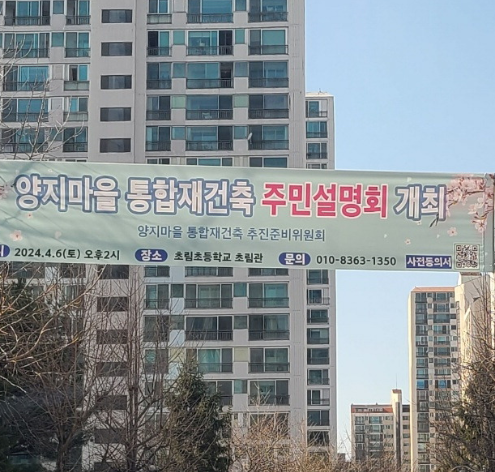 양지마을 통합재건축 주민설명회 개최
양지마을 통합재건축 추진준비위원회
2024.4.6(토) 오후2시 장소 초림초등학교 초림관 문의 010-8363-1350 사전동의서